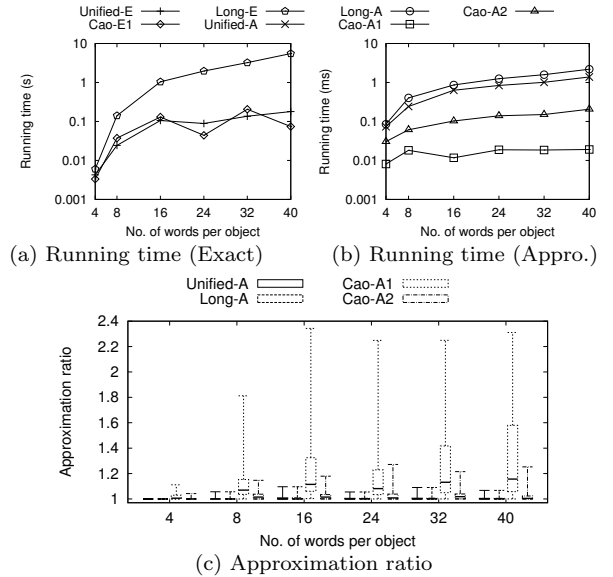 Unified-E Long-E Long-A Cao-A2
Cao-E1 Unified-A Cao-A1
10
1
0.1
0.01
0.001
Running time (s)
4 8 16 24 32 40
No. of words per object
(a) Running time (Exact)
10
1
0.1
0.01
0.001
Running time (ms)
4 8 16 24 32 40
No. of words per object
(b) Running time (Appro.)
Unified-A Cao-A1
Long-A Cao-A2
2.4
2.2
2
1.8
1.6
1.4
1.2
1
Approximation ratio
4 8 16 24 32 40
No. of words per object
(c) Approximation ratio